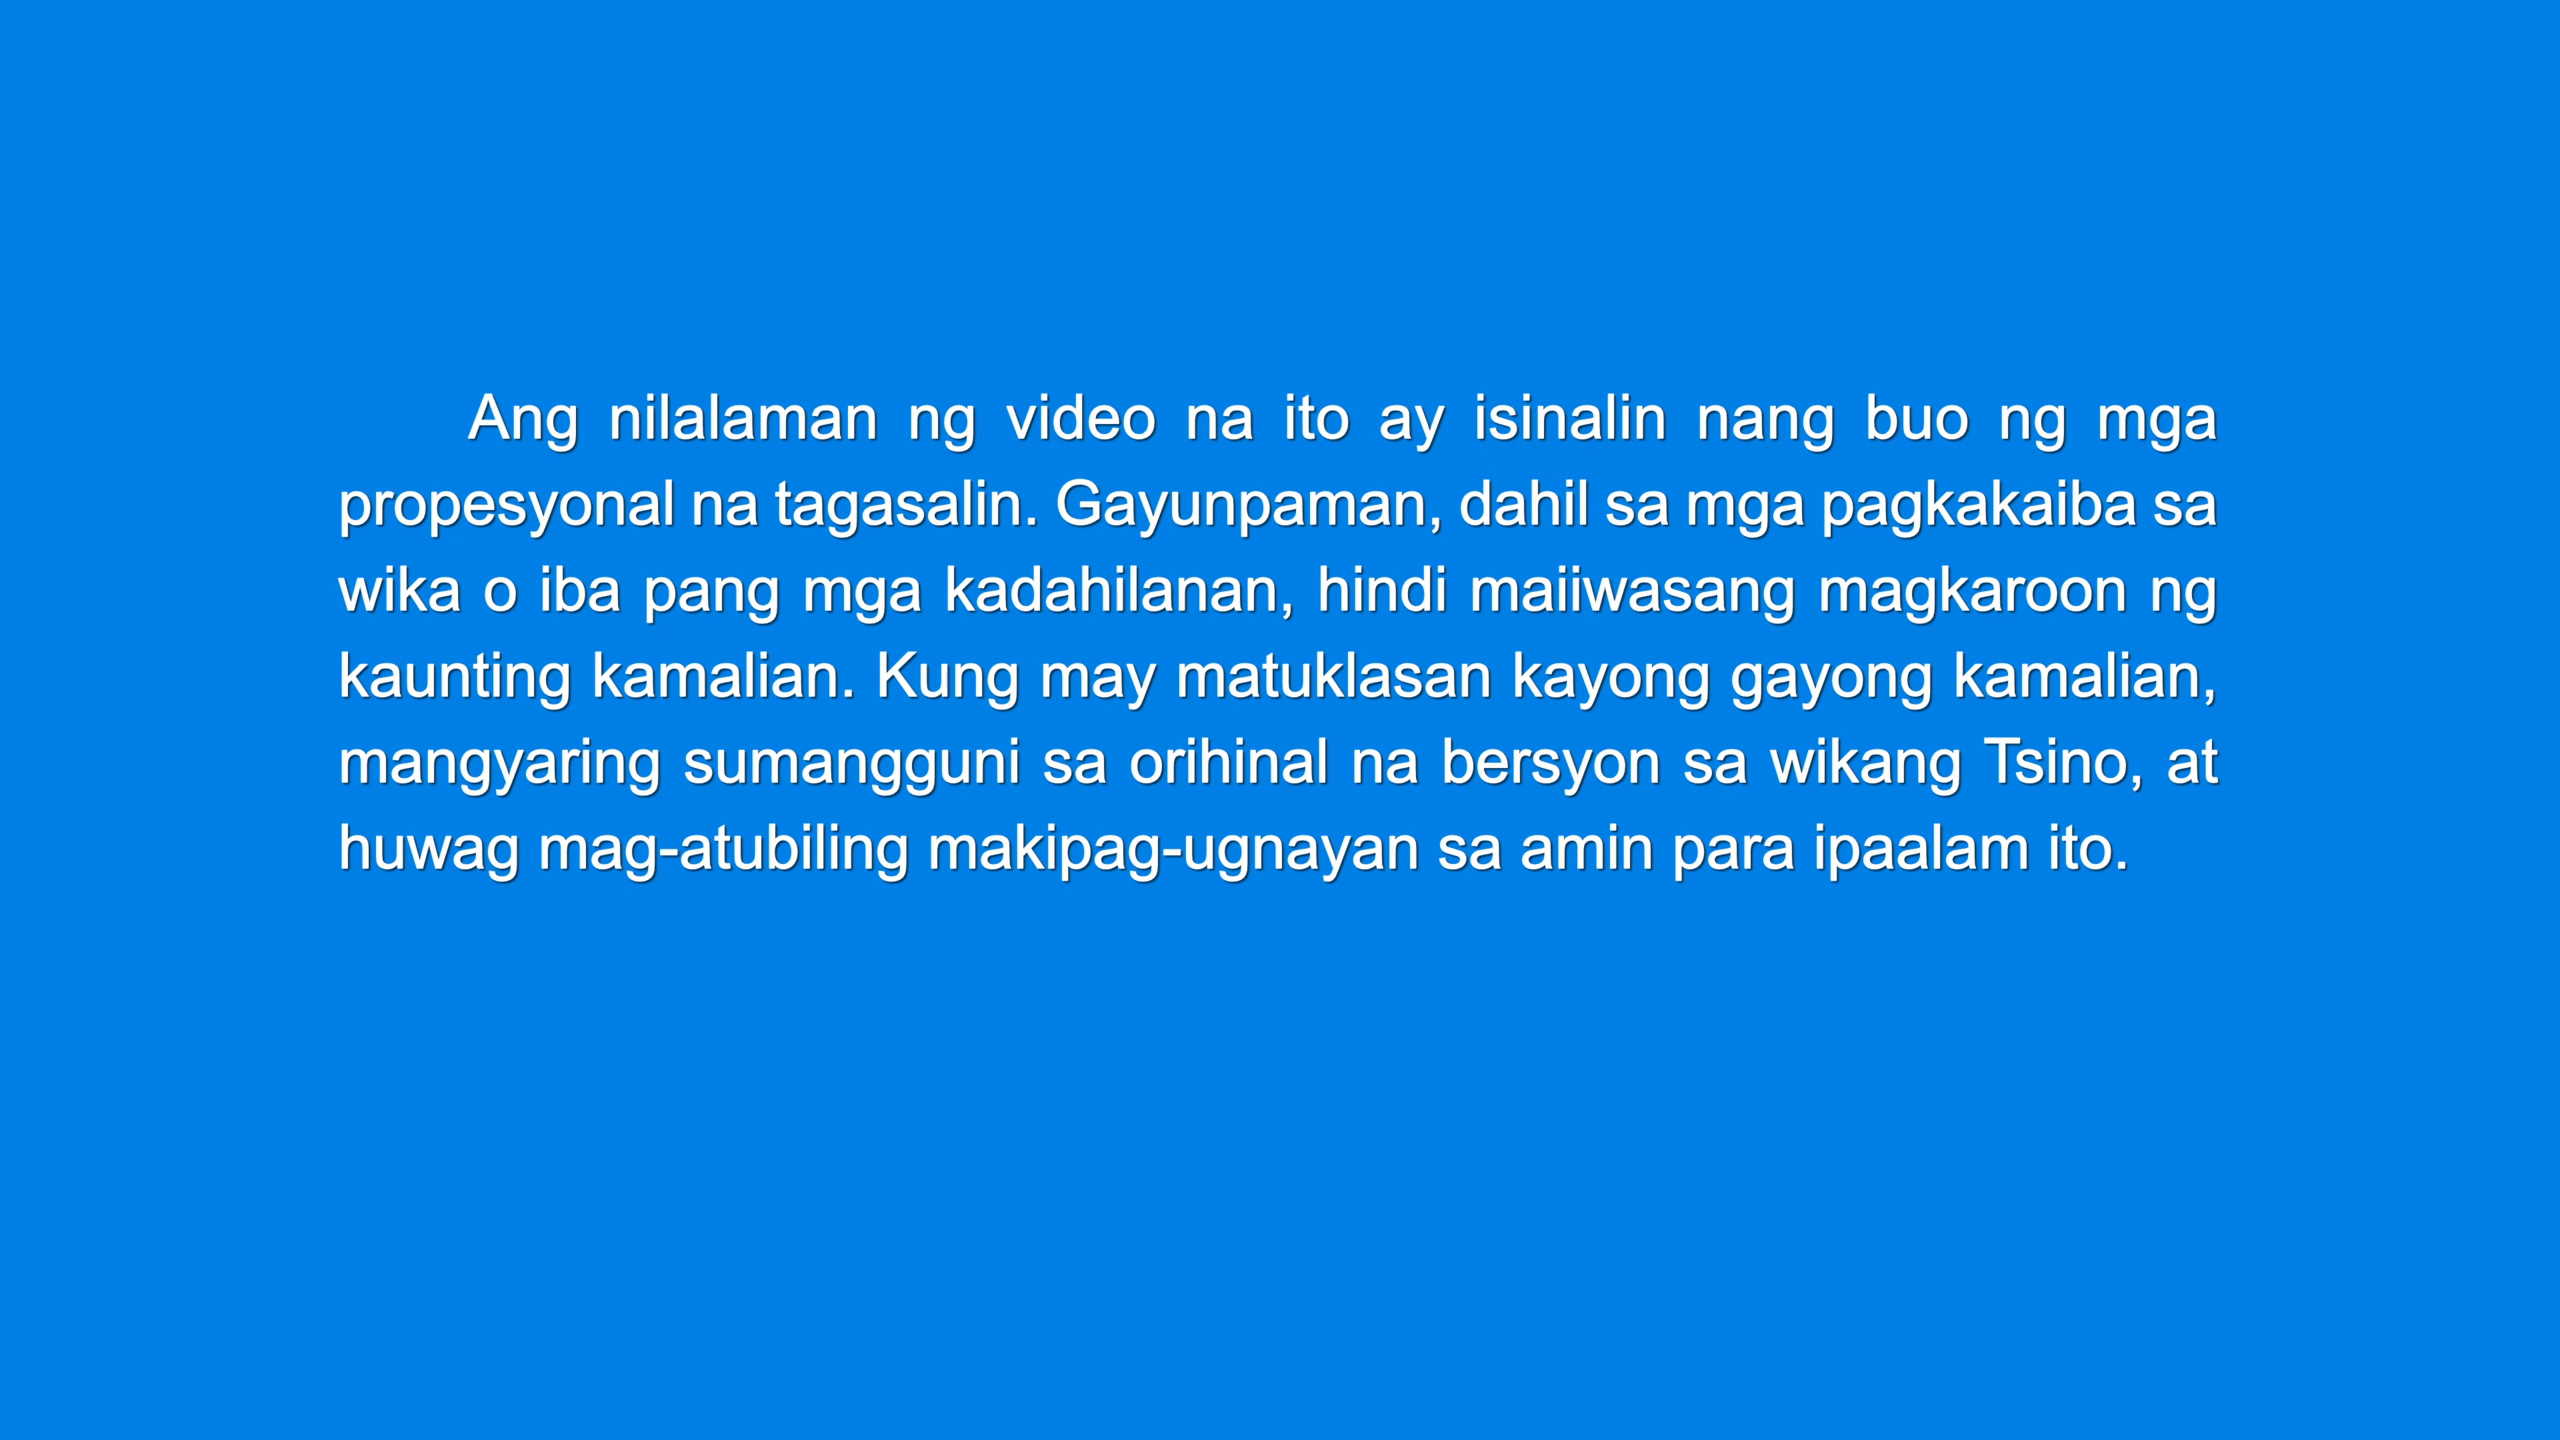 Ang nilalaman ng video na ito ay isinalin nang buo ng mga
propesyonal na tagasalin. Gayunpaman, dahil sa mga pagkakaiba sa
wika o iba pang mga kadahilanan, hindi maiiwasang magkaroon ng
kaunting kamalian. Kung may matuklasan kayong gayong kamalian,
mangyaring sumangguni sa orihinal na bersyon sa wikang Tsino, at
huwag mag-atubiling makipag-ugnayan sa amin para ipaalam ito.